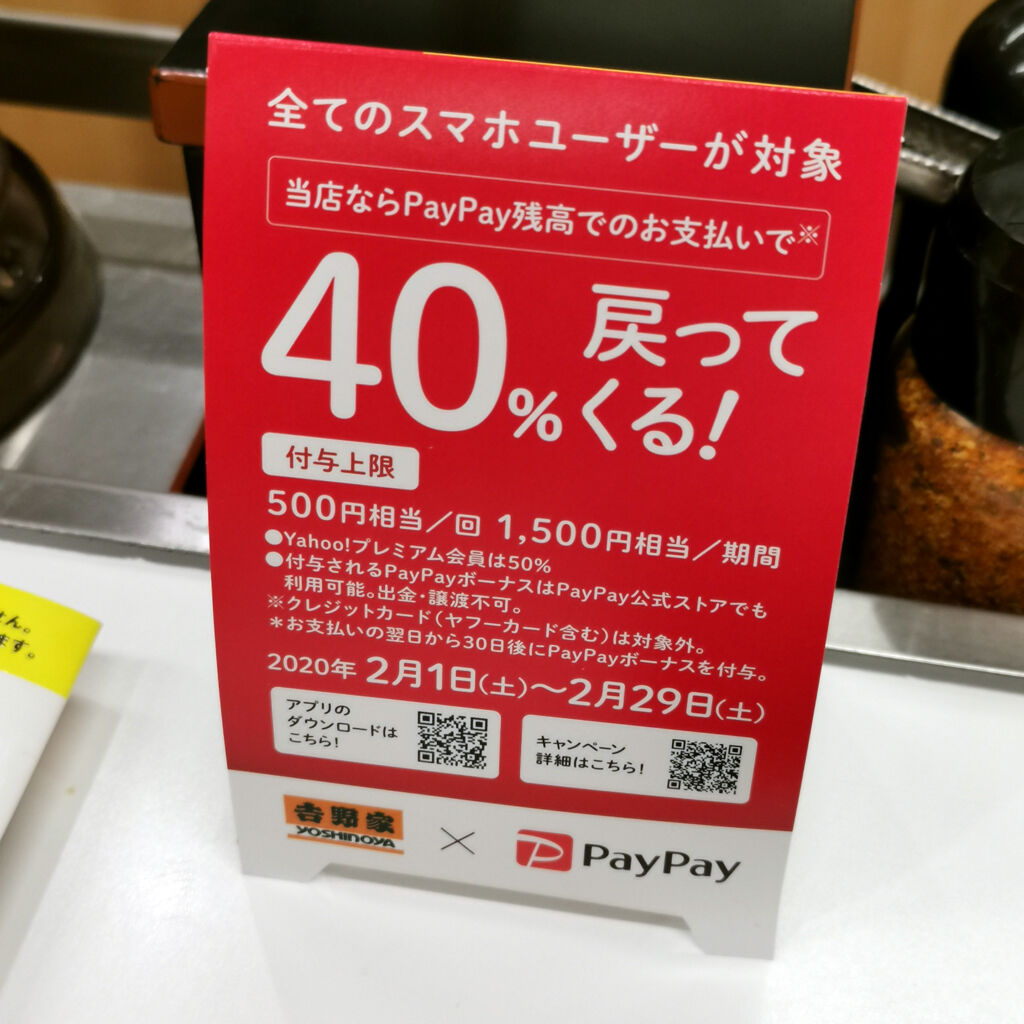 全てのスマホユーザーが対象
当店ならPayPay残高でのお支払いで※
40%戻って
くる!
付与上限
500円相当/回 1,500円相当/期間
●Yahoo!プレミアム会員は50%
●付与されるPayPayボーナスはPayPay公式ストアでも
利用可能。出金・譲渡不可。
※クレジットカード(ヤフーカード含む)は対象外。
*お支払いの翌日から30日後にPayPayボーナスを付与。
2020年 2月1日(土)〜2月29日(土)
アプリの
ダウンロードは
こちら!
キャンペーン
詳細はこちら!
吉野家
YOSHINOYA
×
PayPay
せん。
ます。